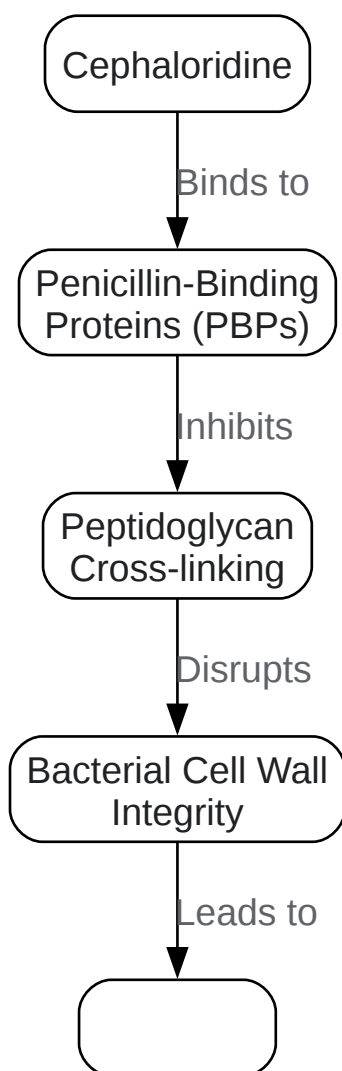 Cephaloridine
Binds to
Penicillin-Binding
Proteins (PBPs)
Inhibits
Peptidoglycan
Cross-linking
Disrupts
Bacterial Cell Wall
Integrity
Leads to